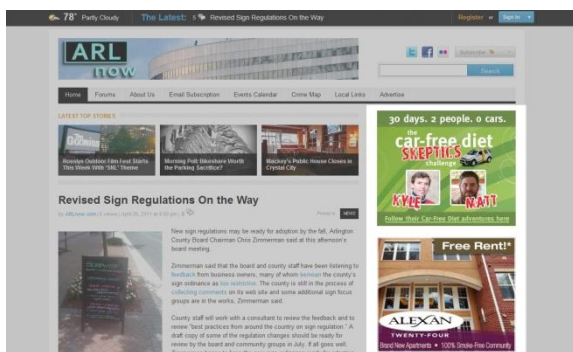 78° Partly Cloudy
The Latest: 5 Revised Sign Regulations On the Way
Register or Sign In
ARL
now
Subscribe
Search
Home Forums About Us Email Subscription Events Calendar Crime Map Local Links Advertise
LATEST TOP STORIES
Rosslyn Outdoor Film Fest Starts
This Week With 'SNL' Theme
Morning Poll: Bikeshare Worth
the Parking Sacrifice?
Mackey's Public House Closes in
Crystal City
Revised Sign Regulations On the Way
by ARLnow.com
NEWS
New sign regulations may be ready for adoption by the fall, Arlington
County Board Chairman Chris Zimmerman said at this afternoon's
board meeting.
Zimmerman said that the board and county staff have been listening to
feedback from business owners, many of whom bemoan the county's
sign ordinance as too restrictive. The county is still in the process of
collecting comments on its web site and some additional sign focus
groups are in the works, Zimmerman said.
County staff will work with a consultant to review the feedback and to
review "best practices from around the country on sign regulation." A
draft copy of some of the regulation changes should be ready for
review by the board and community groups in July. If all goes well,
30 days. 2 people. 0 cars.
the
car-free diet
SKEPTICS
challenge
KYLE MATT
Follow their Car-Free Diet adventures here
Free Rent!*
ALEXAN
TWENTY-FOUR
Brand New Apartments • 100% Smoke-Free Community